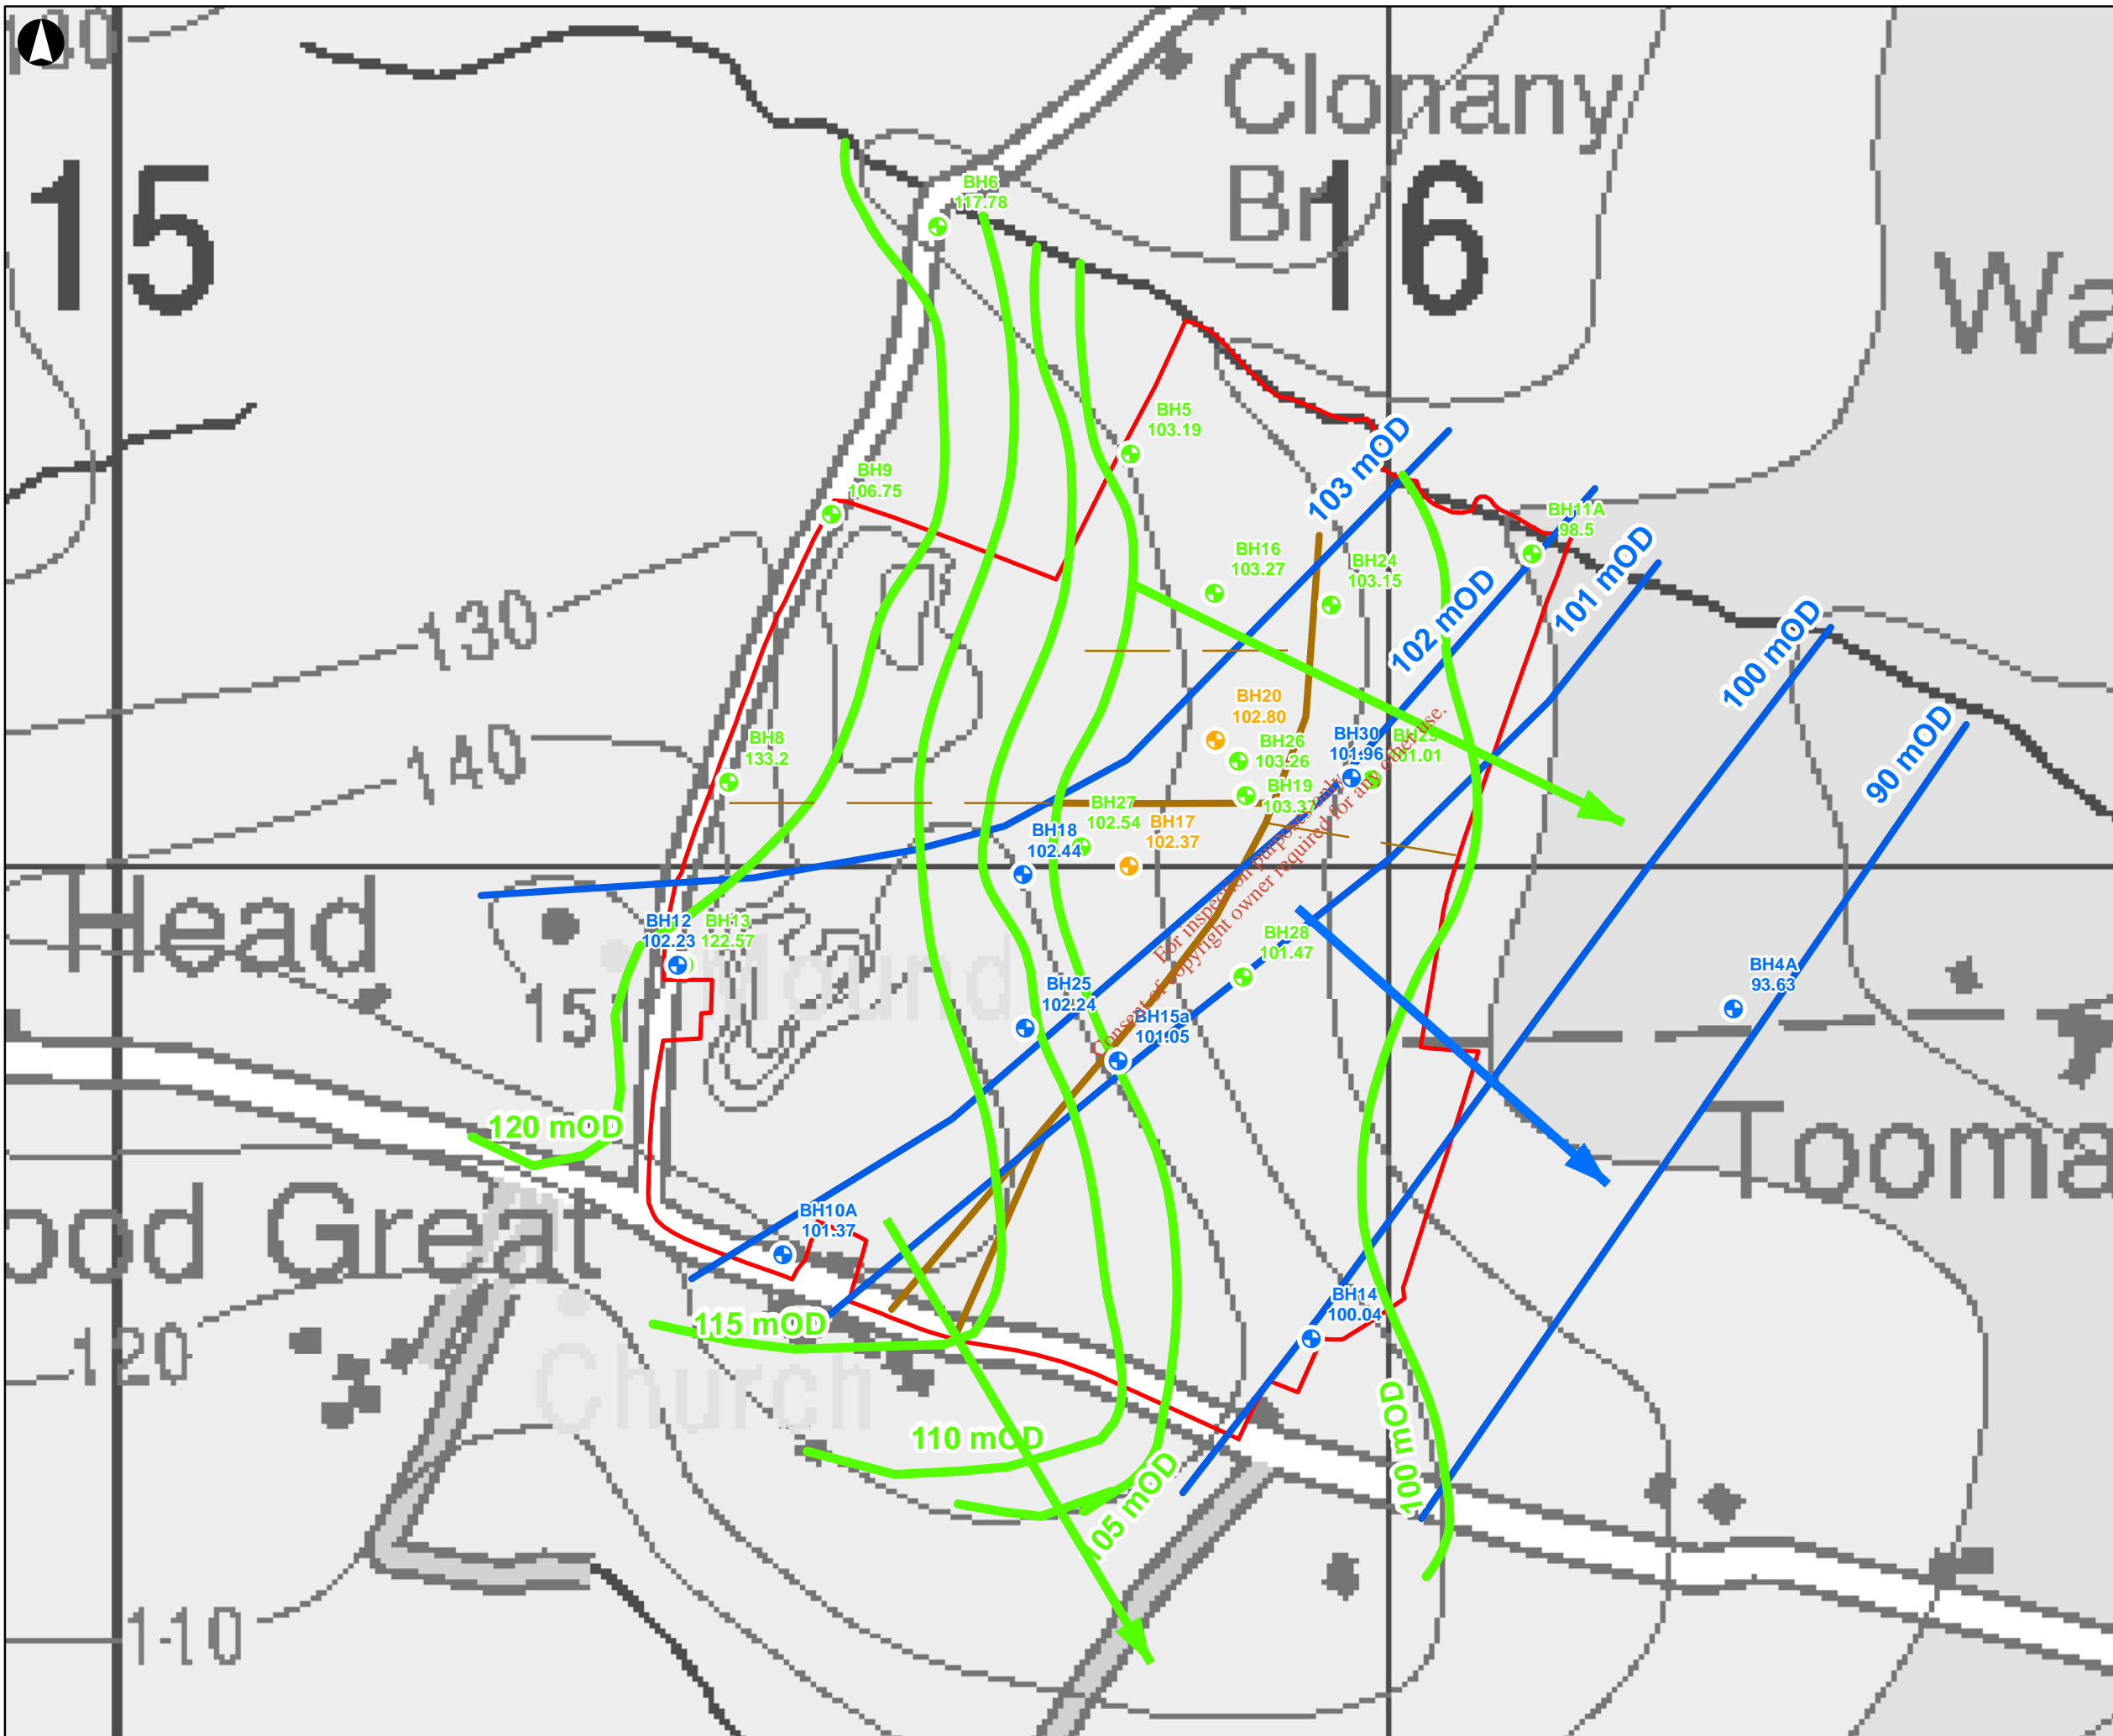 Clonany
Br
15
16
BH6
117.78
BH5
103.19
103 mOD
BH9
106.75
BH11A
98.5
BH16
103.27
BH24
103.15
101 mOD
102 mOD
130
100 mOD
BH20
102.80
90 mOD
140
BH8
133.2
BH26
103.26
BH30
101.96
BH19
103.37
BH27
102.54
BH17
102.37
BH18
102.44
For inspection purposes only.
Consent of copyright owner required for any other use.
Head
BH12
102.23
BH13
122.57
BH28
101.47
Mound
BH25
102.24
BH4A
93.63
15
BH15a
101.05
120 mOD
Tooma
ood Great
BH10A
101.37
BH14
100.04
115 mOD
120
Church
110 mOD
100 mOD
105 mOD
110